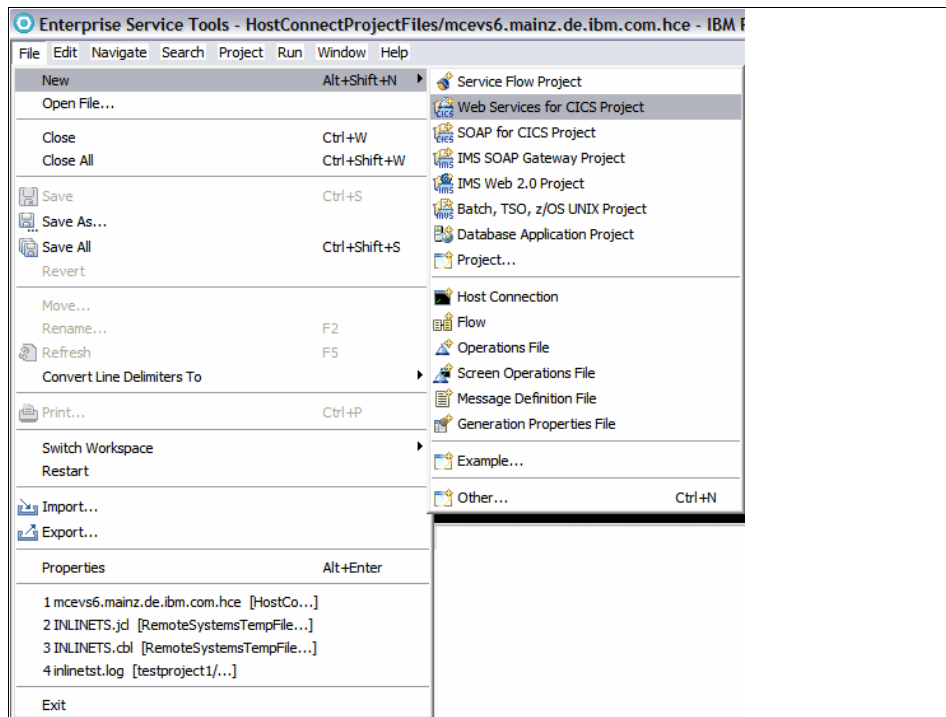 Enterprise Service Tools - HostConnectProjectFiles/mcevs6.mainz.de.ibm.com.hce - IBM
File Edit Navigate Search Project Run Window Help
New Alt+Shift+N
Open File...
Close Ctrl+W
Close All Ctrl+Shift+W
Save Ctrl+S
Save As...
Save All Ctrl+Shift+S
Revert
Move...
Rename... F2
Refresh F5
Convert Line Delimiters To
Print... Ctrl+P
Switch Workspace
Restart
Import...
Export...
Properties Alt+Enter
1 mcevs6.mainz.de.ibm.com.hce [HostCo...]
2 INLINETS.jcl [RemoteSystemsTempFile...]
3 INLINETS.cbl [RemoteSystemsTempFile...]
4 inlinetst.log [testproject1/...]
Exit
Service Flow Project
Web Services for CICS Project
SOAP for CICS Project
IMS SOAP Gateway Project
IMS Web 2.0 Project
Batch, TSO, z/OS UNIX Project
Database Application Project
Project...
Host Connection
Flow
Operations File
Screen Operations File
Message Definition File
Generation Properties File
Example...
Other... Ctrl+N